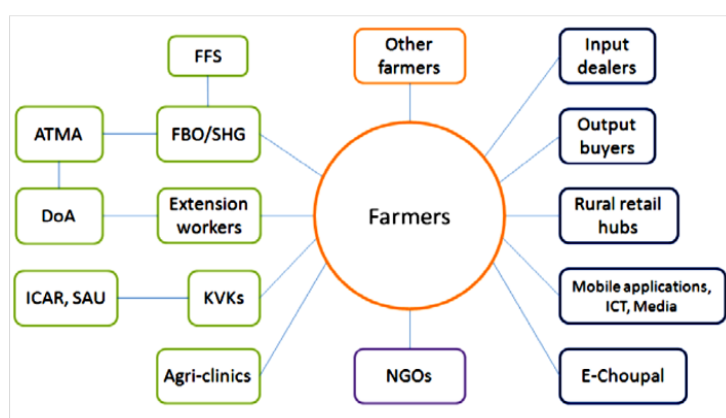 FFS
Other
farmers
Input
dealers
ATMA
FBO/SHG
Output
buyers
DoA
Extension
workers
Farmers
Rural retail
hubs
ICAR, SAU
KVKs
Mobile applications,
ICT, Media
Agri-clinics
NGOs
E-Choupal